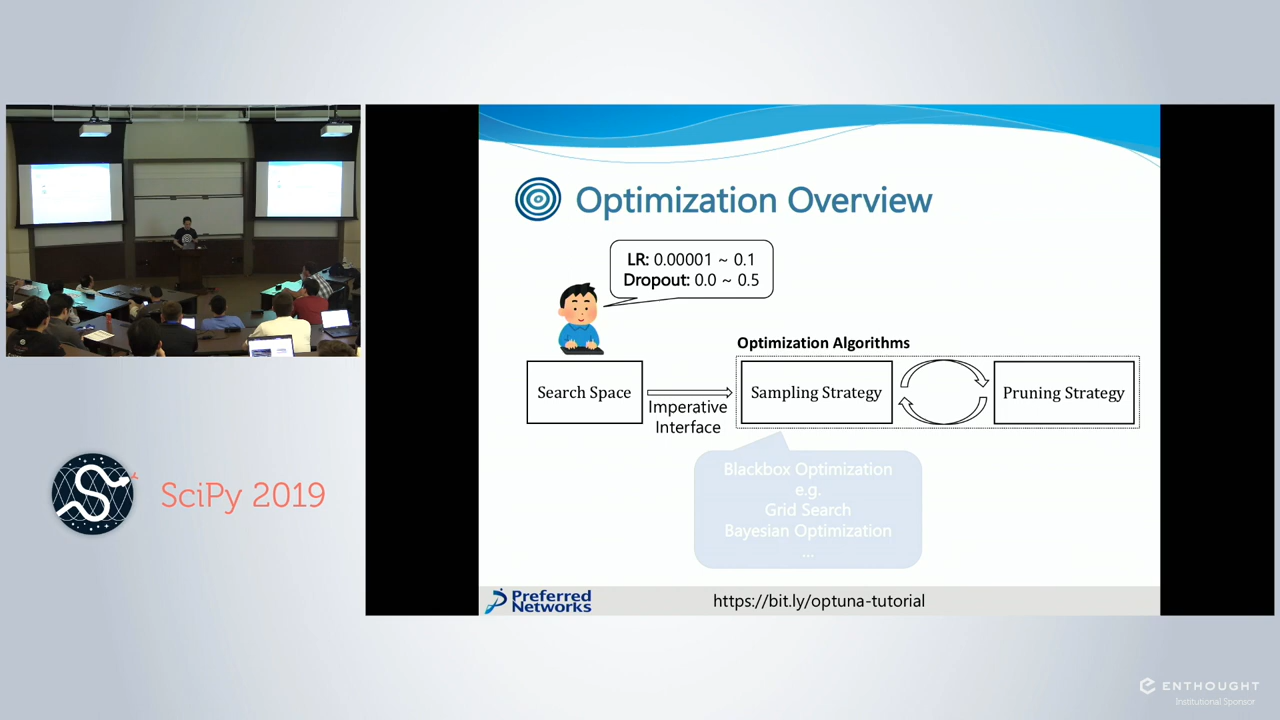 Optimization Overview
LR: 0.00001 ~ 0.1
Dropout: 0.0 ~ 0.5
Optimization Algorithms
Search Space
Imperative
Interface
Sampling Strategy
Pruning Strategy
Blackbox Optimization
e.g.
Grid Search
Bayesian Optimization
...
SciPy 2019
Preferred
Networks
https://bit.ly/optuna-tutorial
ENTHOUGHT
Institutional Sponsor